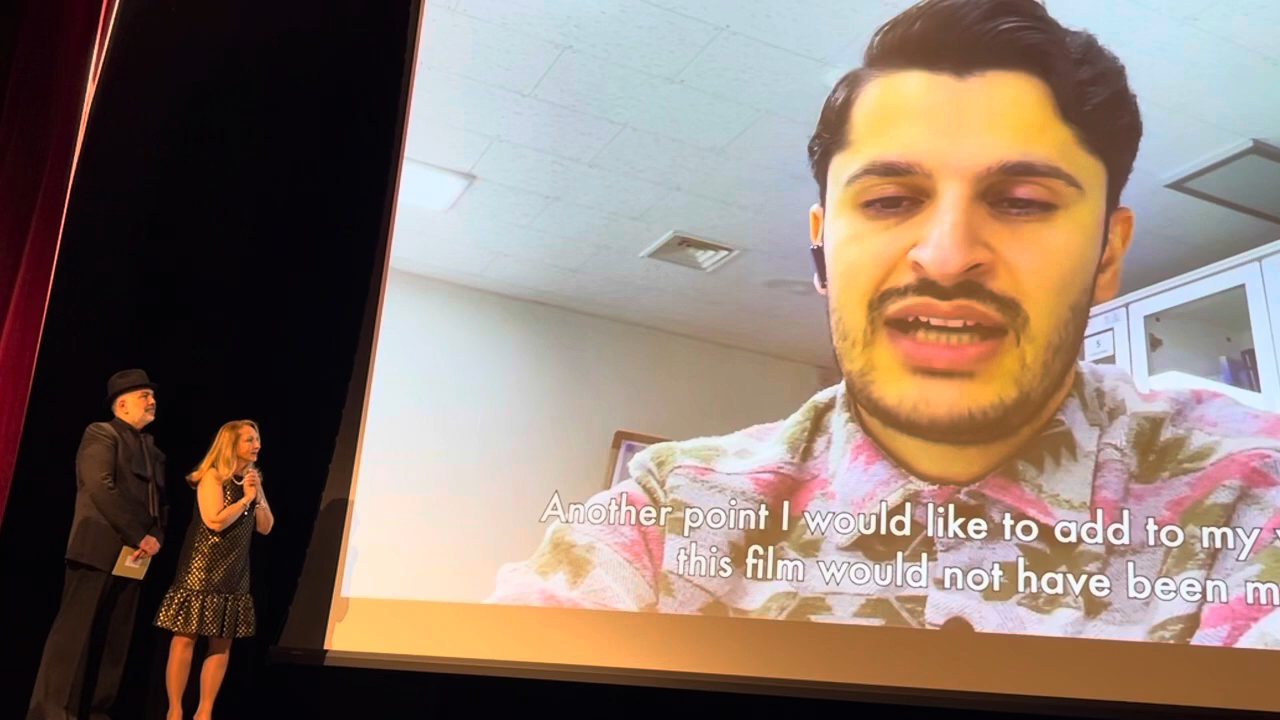 Another point I would like to add to my
this film would not have been